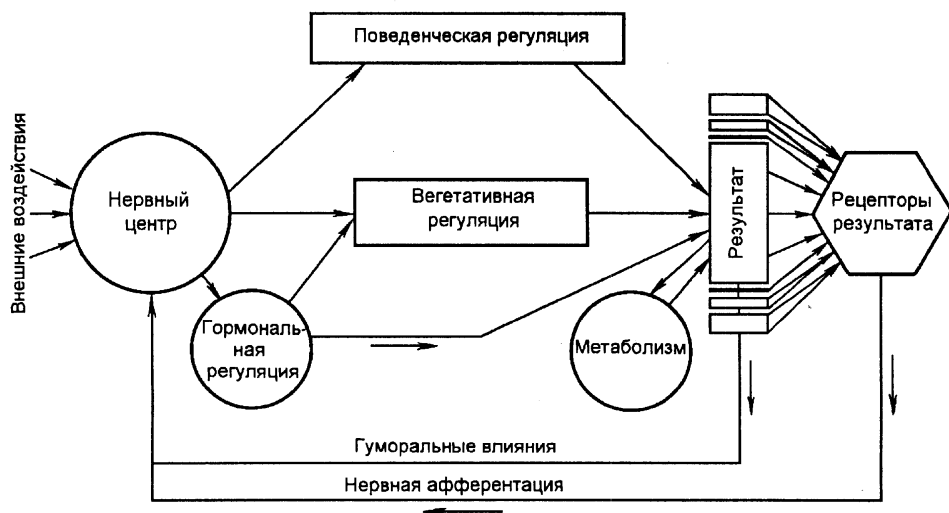 Поведенческая регуляция
Внешние воздействия
Нервный
центр
Вегетативная
регуляция
Результат
Рецепторы
результата
Гормональ-
ная
регуляция
Метаболизм
Гуморальные влияния
Нервная афферентация